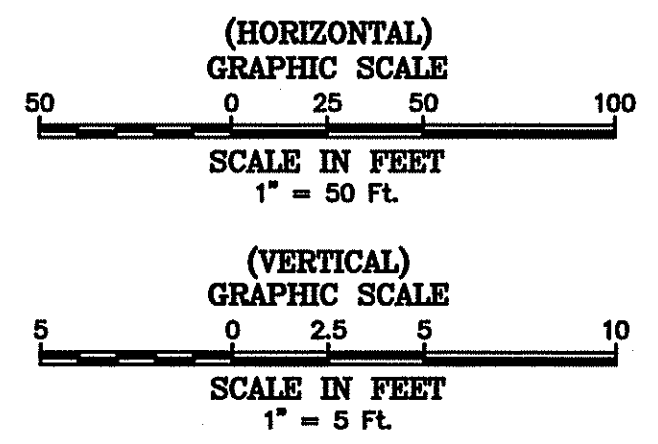 (HORIZONTAL)
GRAPHIC SCALE
50 0 25 50 100
SCALE IN FEET
1" = 50 Ft.
(VERTICAL)
GRAPHIC SCALE
5 0 2.5 5 10
SCALE IN FEET
1" = 5 Ft.